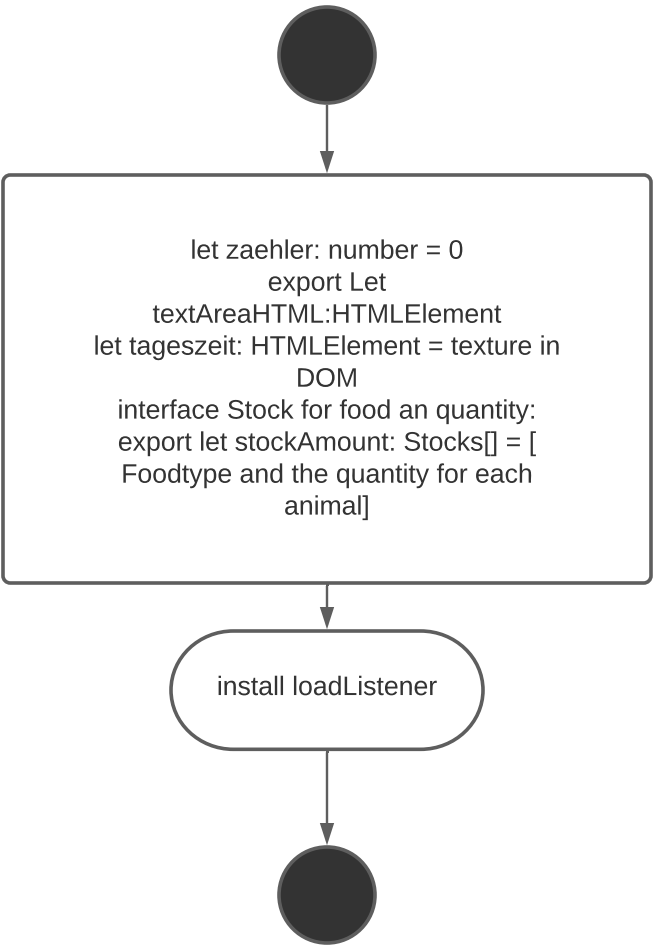 let zaehler: number = 0
export Let
textAreaHTML:HTMLElement
let tageszeit: HTMLElement = texture in
DOM
interface Stock for food an quantity:
export let stockAmount: Stocks[] = [
Foodtype and the quantity for each
animal]
install loadListener